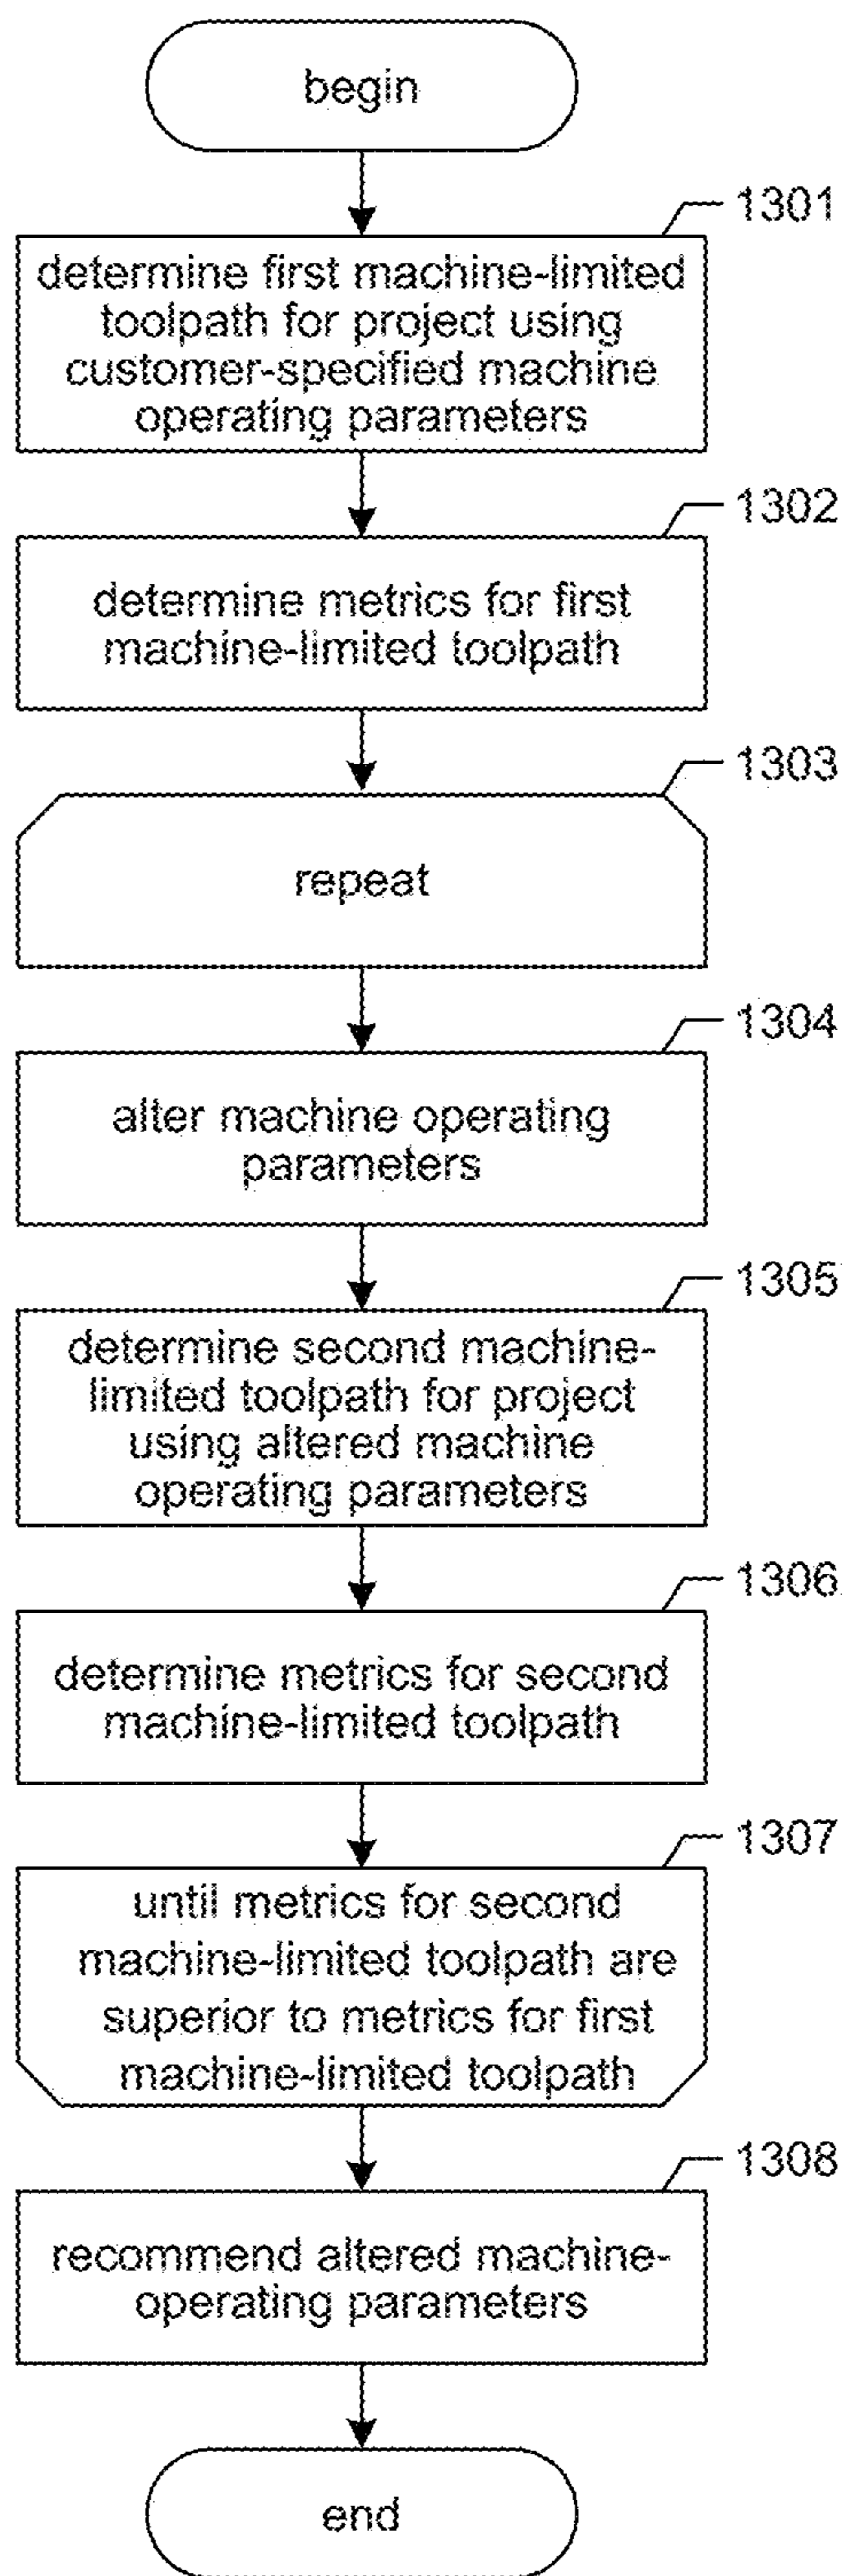 begin
1301
determine first machine-limited
toolpath for project using
customer-specified machine
operating parameters
1302
determine metrics for first
machine-limited toolpath
1303
repeat
1304
alter machine operating
parameters
1305
determine second machine-
limited toolpath for project
using altered machine
operating parameters
1306
determine metrics for second
machine-limited toolpath
1307
until metrics for second
machine-limited toolpath are
superior to metrics for first
machine-limited toolpath
1308
recommend altered machine-
operating parameters
end